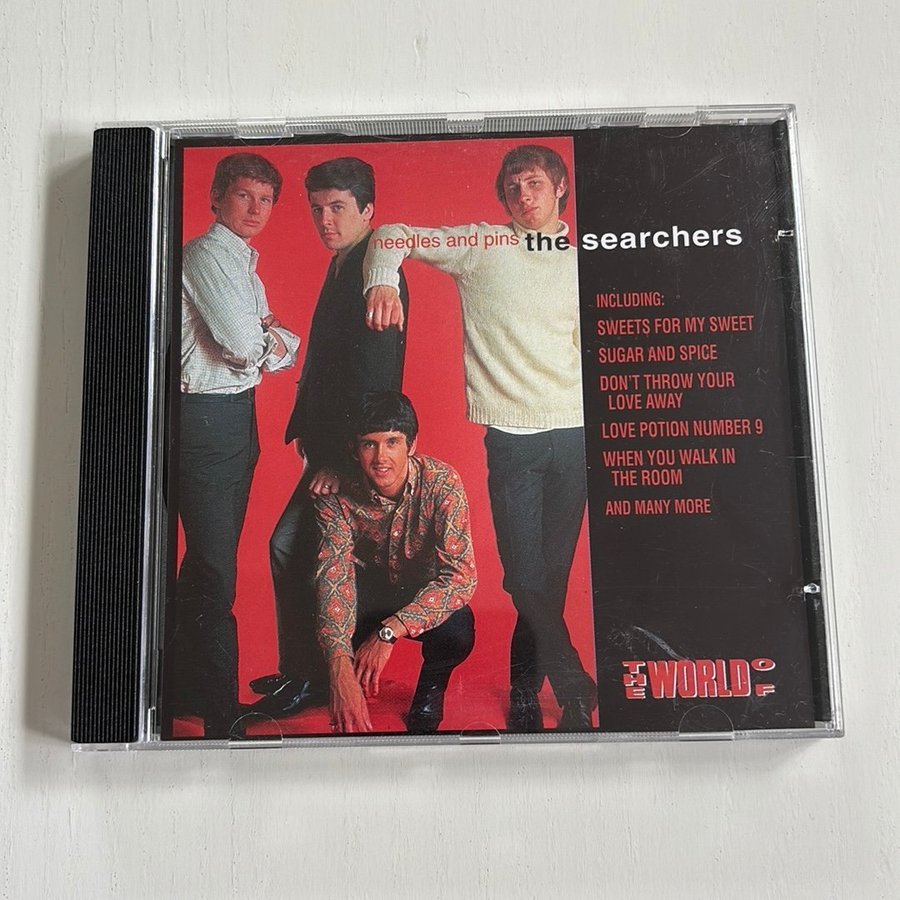 needles and pins the searchers
INCLUDING:
SWEETS FOR MY SWEET
SUGAR AND SPICE
DON'T THROW YOUR
LOVE AWAY
LOVE POTION NUMBER 9
WHEN YOU WALK IN
THE ROOM
AND MANY MORE
THE WORLD OF